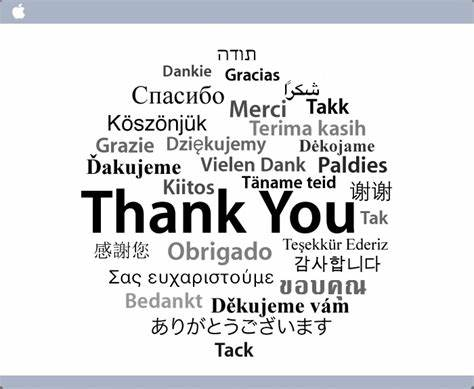 תודה
Dankie Gracias شكراً
Спасибо Merci Takk
Köszönjük Terima kasih
Grazie Dziękujemy Dėkojame
Ďakujeme Vielen Dank Paldies
Kiitos Täname teid 谢谢
Thank You Tak
感謝您 Obrigado Teşekkür Ederiz
감사합니다
Σας ευχαριστούμε ขอบคุณ
Bedankt Děkujeme vám
ありがとうございます
Tack